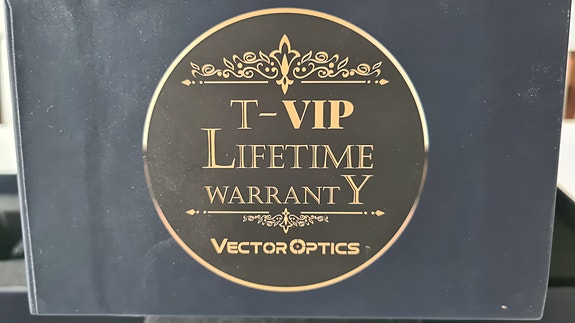 T-VIP
LIFETIME
WARRANTY
VECTOR OPTICS